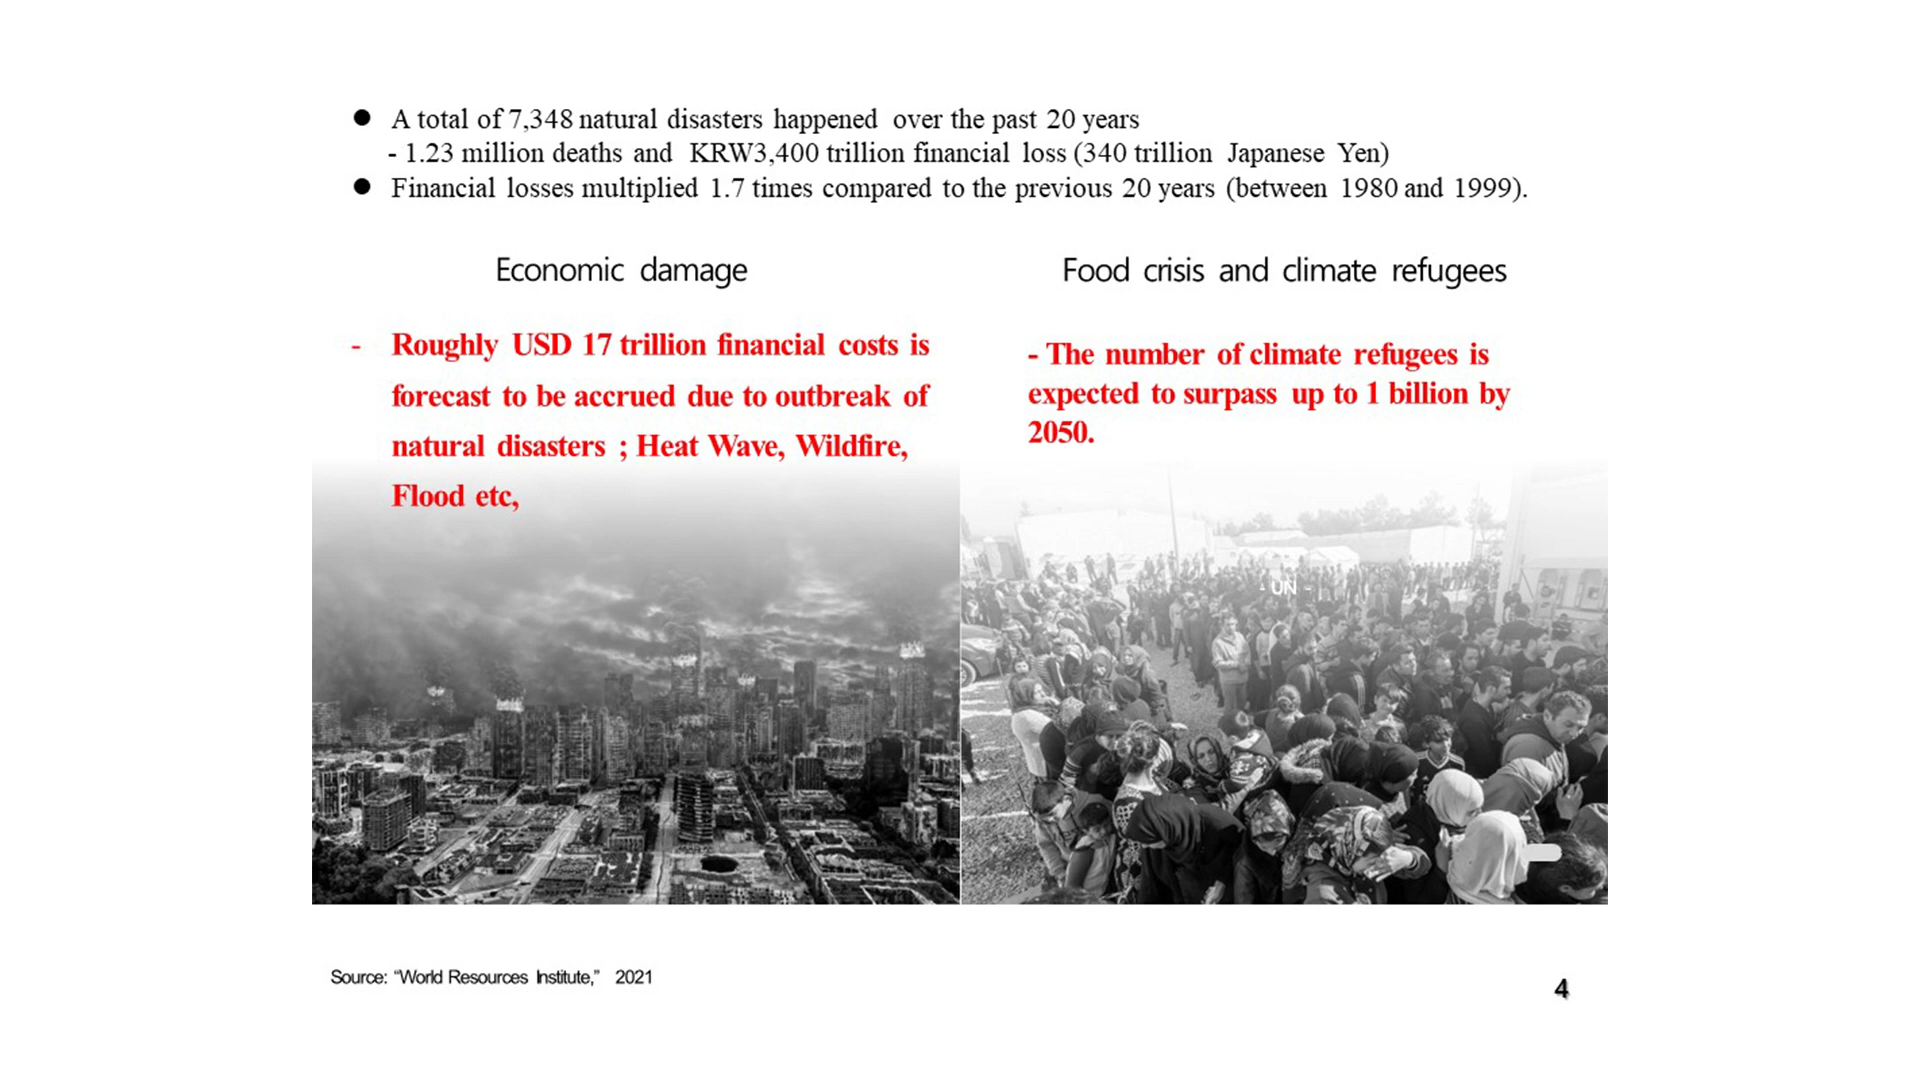 ● A total of 7,348 natural disasters happened over the past 20 years
- 1.23 million deaths and KRW3,400 trillion financial loss (340 trillion Japanese Yen)
● Financial losses multiplied 1.7 times compared to the previous 20 years (between 1980 and 1999).
Economic damage
- Roughly USD 17 trillion financial costs is
forecast to be accrued due to outbreak of
natural disasters ; Heat Wave, Wildfire,
Flood etc,
Food crisis and climate refugees
- The number of climate refugees is
expected to surpass up to 1 billion by
2050.
- UN -
Source: “World Resources Institute,” 2021
4